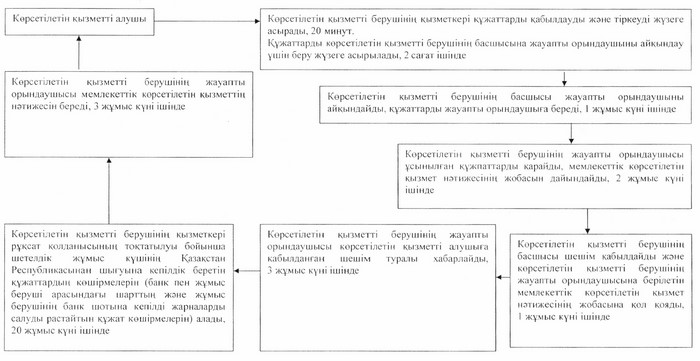 Көрсетілетін қызметті алушы
Көрсетілетін қызметті берушінің қызметкері құжаттарды қабылдауды және тіркеуді жүзеге
асырады, 20 минут.
Құжаттарды көрсетілетін қызметті берушінің басшысына жауапты орындаушыны айқындау
үшін беру жүзеге асырылады, 2 сағат ішінде
Көрсетілетін қызметті берушінің басшысы жауапты орындаушыны
айқындайды, құжаттарды жауапты орындаушыға береді, 1 жұмыс күні ішінде
Көрсетілетін қызметті берушінің жауапты орындаушысы
ұсынылған құжпаттарды қарайды, мемлекеттік көрсетілетін
қызмет нәтижесінің жобасын дайындайды, 2 жұмыс күні
ішінде
Көрсетілетін қызметті берушінің
басшысы шешім қабылдайды және
көрсетілетін қызметті берушінің
жауапты орындаушысына берілетін
мемлекеттік көрсетілетін қызмет
нәтижесінің жобасына қол қояды,
1 жұмыс күні ішінде
Көрсетілетін қызметті берушінің жауапты
орындаушысы көрсетілетін қызметті алушыға
қабылданған шешім туралы хабарлайды,
3 жұмыс күні ішінде
Көрсетілетін қызметті берушінің қызметкері
рұқсат қолданысының тоқтатылуы бойынша
шетелдік жұмыс күшінің Қазақстан
Республикасынан шығуына кепілдік беретін
құжаттардың көшірмелерін (банк пен жұмыс
беруші арасындағы шарттың және жұмыс
берушінің банк шотына кепілді жарналарды
салуды растайтын құжат көшірмелерін) алады,
20 жұмыс күні ішінде
Көрсетілетін қызметті берушінің жауапты
орындаушысы мемлекеттік көрсетілетін қызметтің
нәтижесін береді, 3 жұмыс күні ішінде